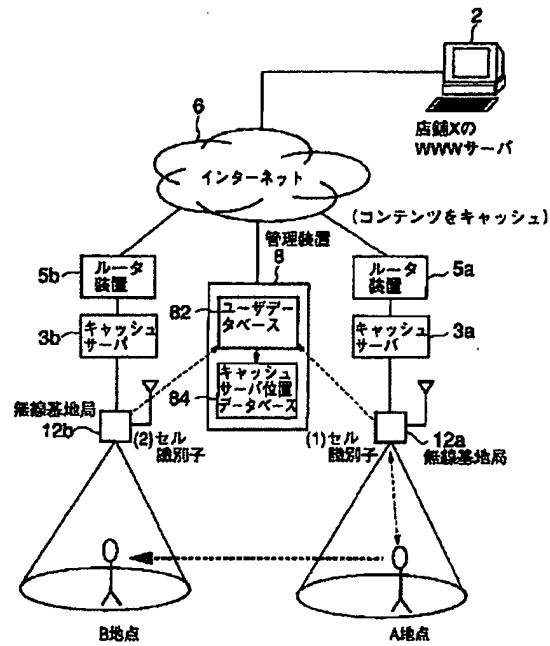 2
店舗Xの
WWWサーバ
6
インターネット
(コンテンツをキャッシュ)
管理装置
8
5b
ルータ
装置
ルータ
装置
5a
82
ユーザデー
タベース
3b
キャッシュ
サーバ
キャッシュ
サーバ
3a
84
キャッシュ
サーバ位置
データベース
無線基地局
12b
(2)セル
識別子
(1)セル
識別子
12a
無線基地局
B地点
A地点